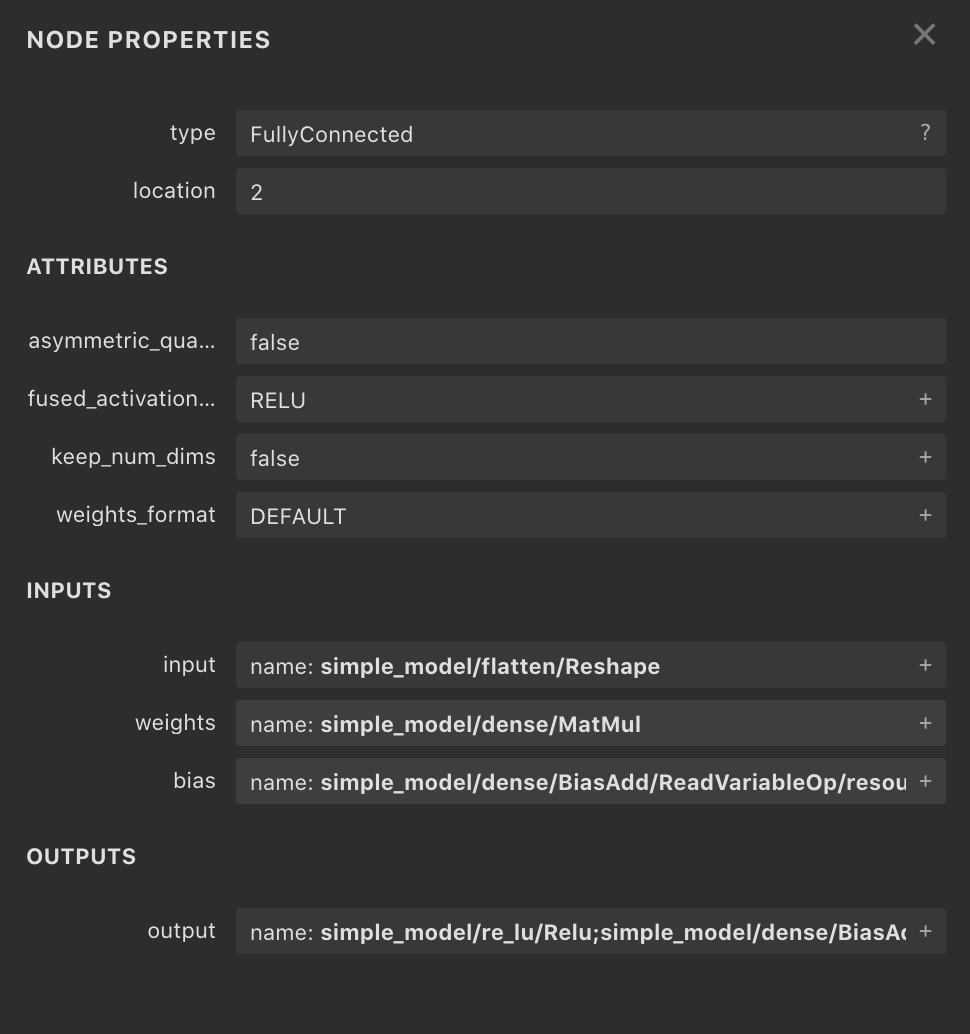 NODE PROPERTIES ✕
type FullyConnected ?
location 2
ATTRIBUTES
asymmetric_qua... false
fused_activation... RELU +
keep_num_dims false +
weights_format DEFAULT +
INPUTS
input name: simple_model/flatten/Reshape +
weights name: simple_model/dense/MatMul +
bias name: simple_model/dense/BiasAdd/ReadVariableOp/resou +
OUTPUTS
output name: simple_model/re_lu/Relu;simple_model/dense/BiasAd +